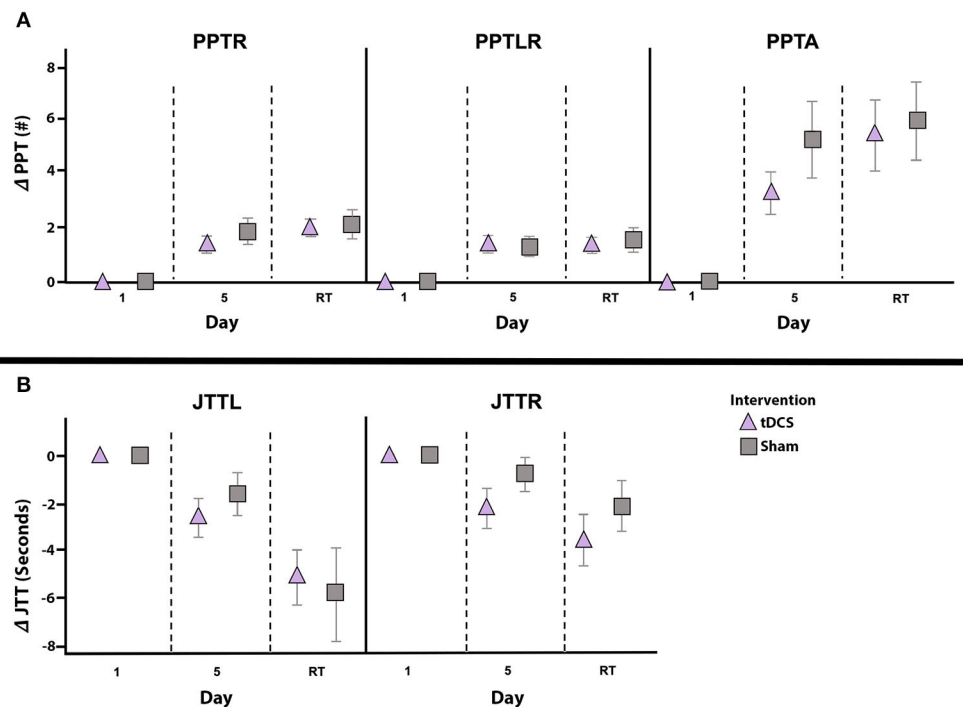 A
PPTR PPTLR PPTA
Δ PPT (#)
8
6
4
2
0
1 5 RT 1 5 RT 1 5 RT
Day Day Day
B
JTTL JTTR
Intervention
tDCS
Sham
Δ JTT (Seconds)
0
-2
-4
-6
-8
1 5 RT 1 5 RT
Day Day